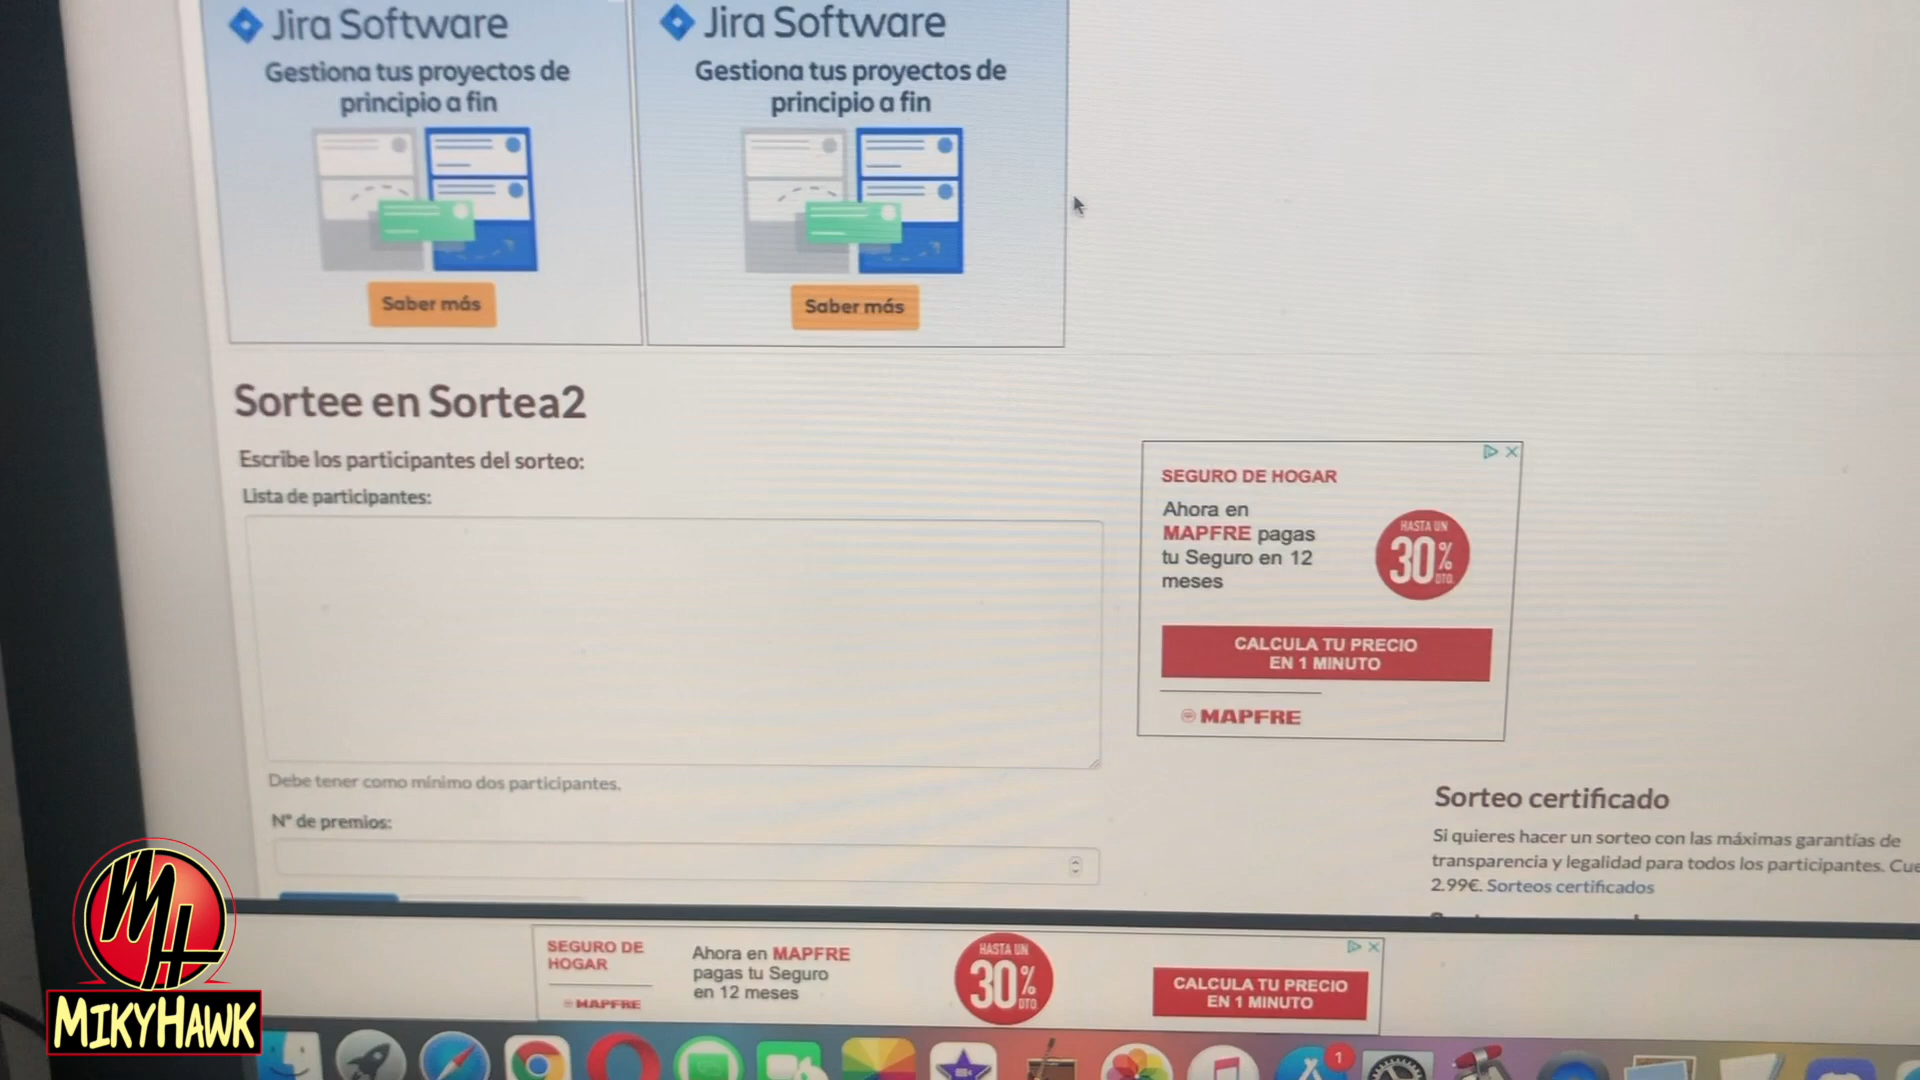 Jira Software
Gestiona tus proyectos de
principio a fin
Saber más
Jira Software
Gestiona tus proyectos de
principio a fin
Saber más
Sortee en Sortea2
Escribe los participantes del sorteo:
Lista de participantes:
Debe tener como mínimo dos participantes.
Nº de premios:
SEGURO DE HOGAR
Ahora en
MAPFRE pagas
tu Seguro en 12
meses
HASTA UN
30%
DTO.
CALCULA TU PRECIO
EN 1 MINUTO
MAPFRE
Sorteo certificado
Si quieres hacer un sorteo con las máximas garantías de
transparencia y legalidad para todos los participantes. Cue
2.99€. Sorteos certificados
SEGURO DE
HOGAR
MAPFRE
Ahora en MAPFRE
pagas tu Seguro
en 12 meses
HASTA UN
30%
DTO
CALCULA TU PRECIO
EN 1 MINUTO
1
MH
MIKYHAWK